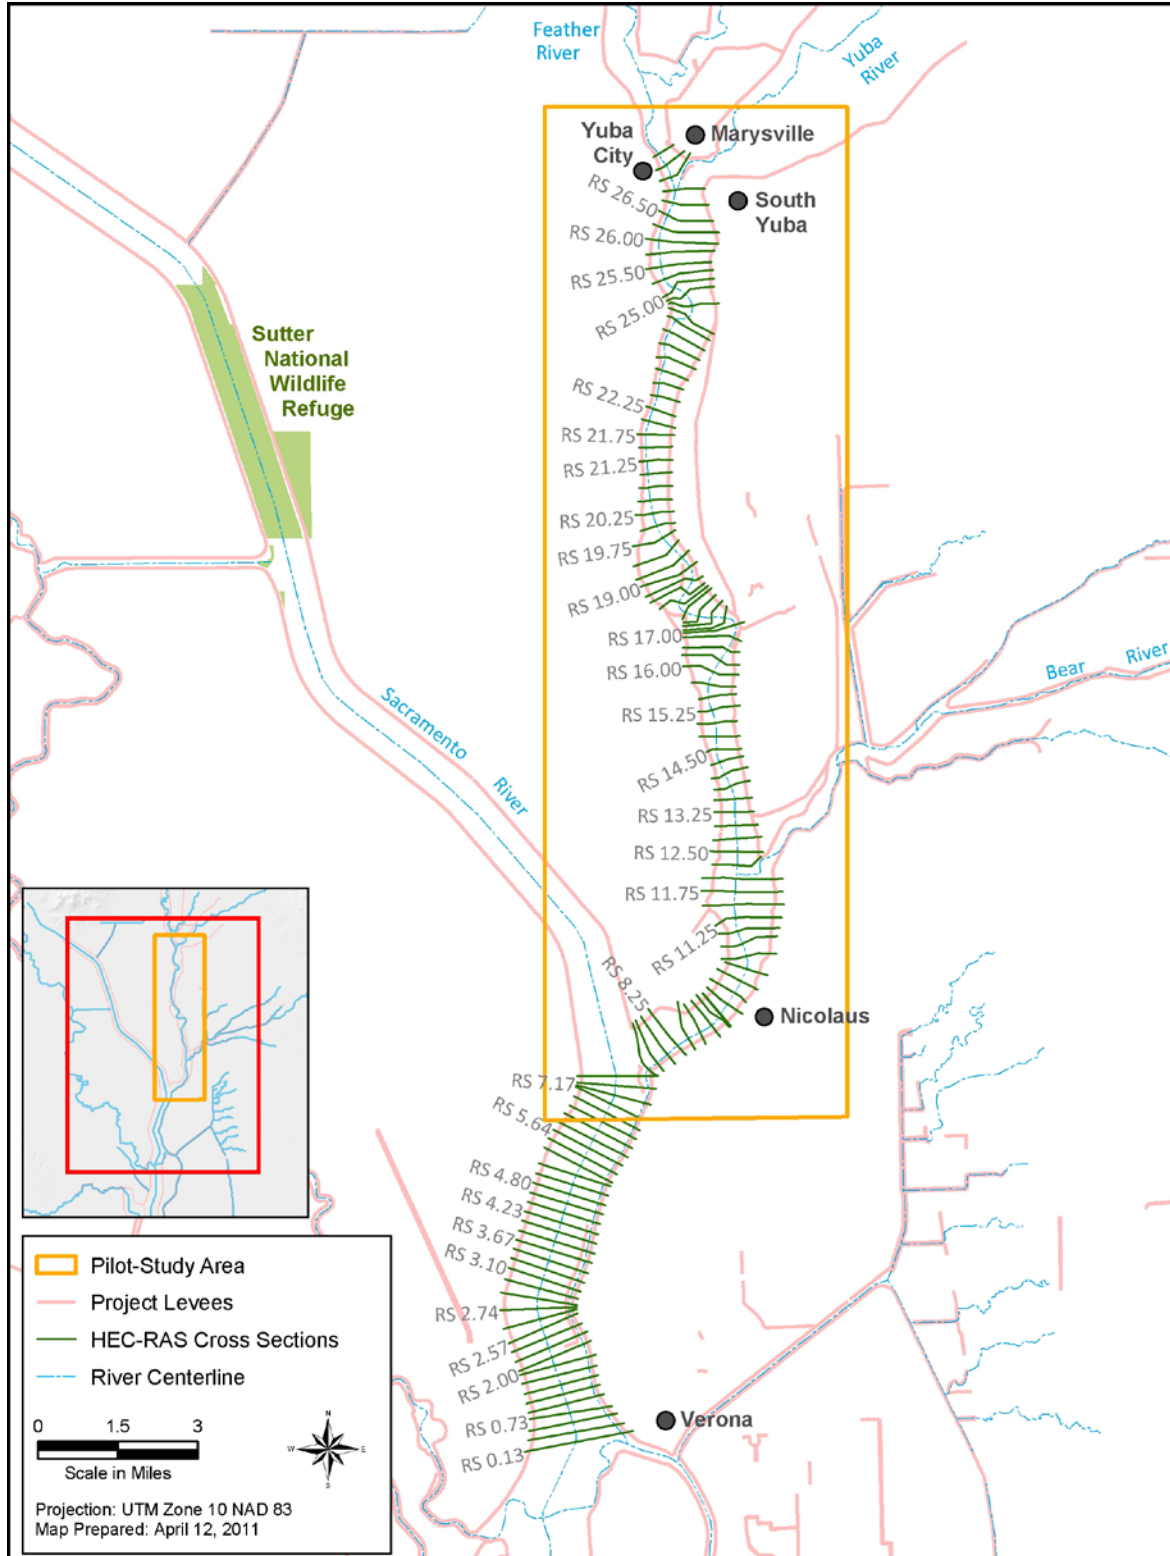 Feather
River
Yuba
River
Yuba
City
Marysville
South
Yuba
RS 26.50
RS 26.00
RS 25.50
RS 25.00
Sutter
National
Wildlife
Refuge
RS 22.25
RS 21.75
RS 21.25
RS 20.25
RS 19.75
RS 19.00
RS 17.00
RS 16.00
Bear River
Sacramento
River
RS 15.25
RS 14.50
RS 13.25
RS 12.50
RS 11.75
RS 11.25
RS 8.25
Nicolaus
RS 7.17
RS 5.64
RS 4.80
RS 4.23
RS 3.67
RS 3.10
RS 2.74
RS 2.57
RS 2.00
RS 0.73
RS 0.13
Verona
Pilot-Study Area
Project Levees
HEC-RAS Cross Sections
River Centerline
0 1.5 3
Scale in Miles
N
W E
S
Projection: UTM Zone 10 NAD 83
Map Prepared: April 12, 2011